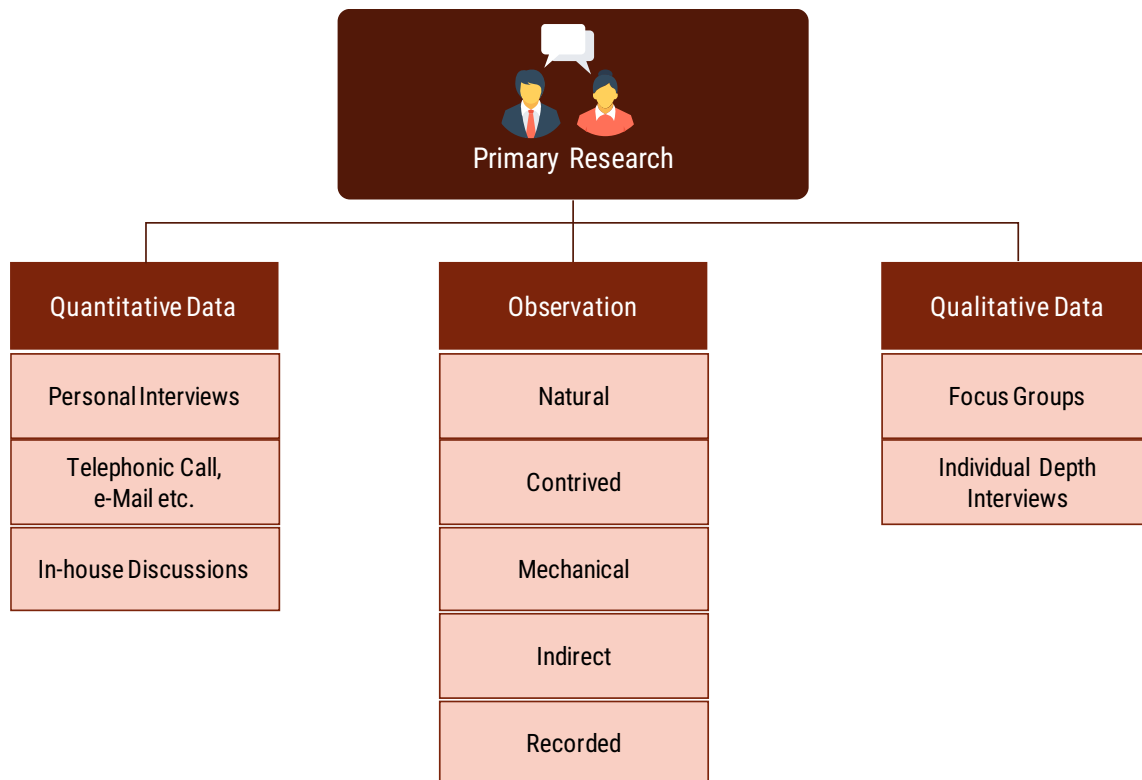 Primary Research
Quantitative Data
Personal Interviews
Telephonic Call,
e-Mail etc.
In-house Discussions
Observation
Natural
Contrived
Mechanical
Indirect
Recorded
Qualitative Data
Focus Groups
Individual Depth
Interviews